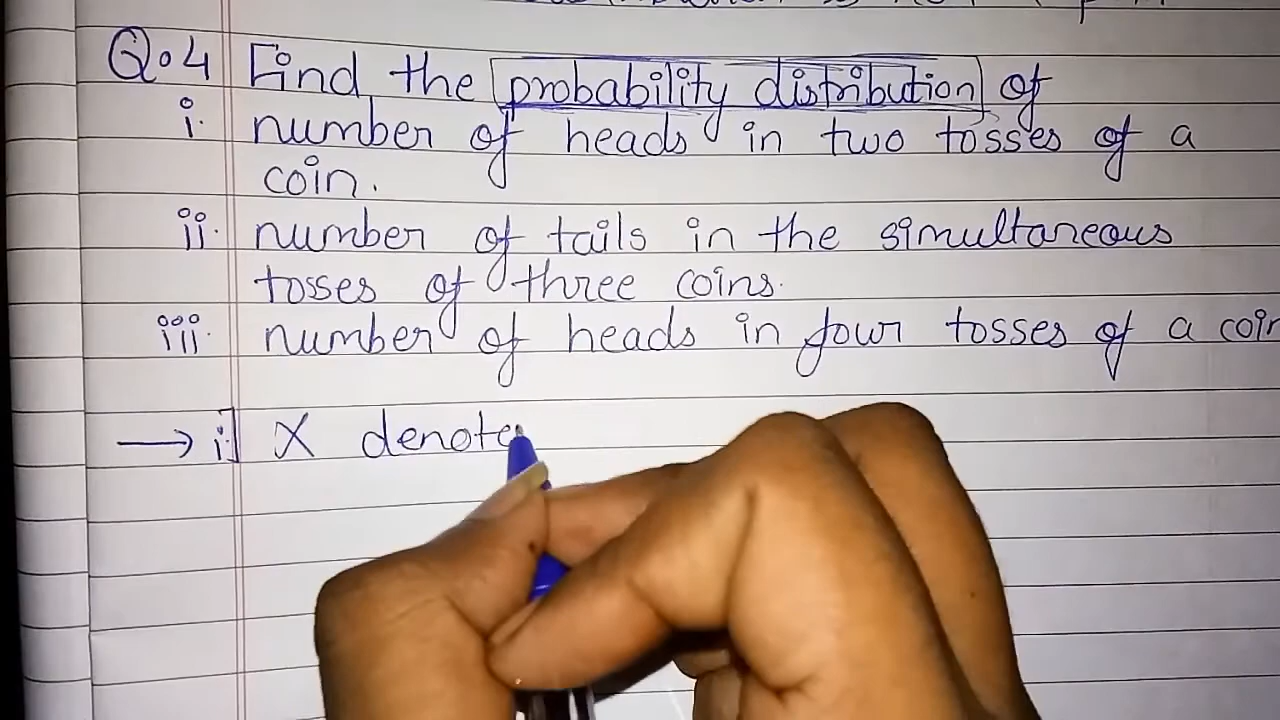 Q.4 Find the probability distribution of
i. number of heads in two tosses of a
coin.
ii. number of tails in the simultaneous
tosses of three coins.
iii. number of heads in four tosses of a coin
→ i] X denote